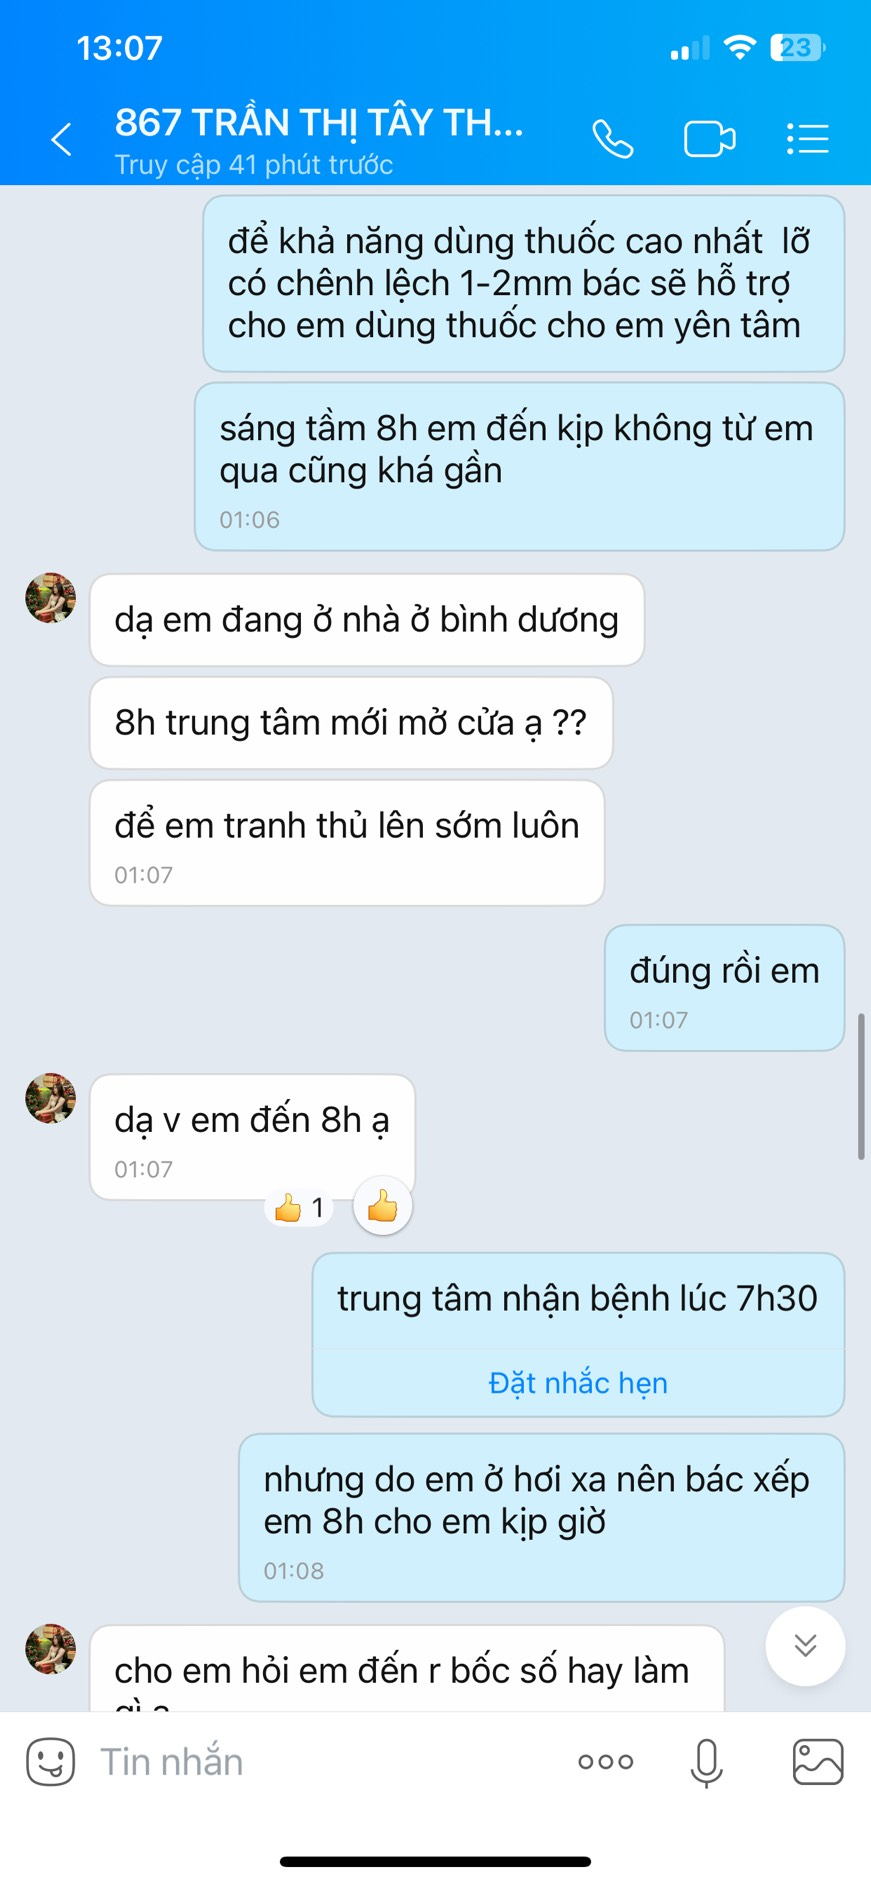 13:07
23
867 TRẦN THỊ TÂY TH...
Truy cập 41 phút trước
để khả năng dùng thuốc cao nhất lỡ
có chênh lệch 1-2mm bác sẽ hỗ trợ
cho em dùng thuốc cho em yên tâm
sáng tầm 8h em đến kịp không từ em
qua cũng khá gần
01:06
dạ em đang ở nhà ở bình dương
8h trung tâm mới mở cửa ạ ??
để em tranh thủ lên sớm luôn
01:07
đúng rồi em
01:07
dạ v em đến 8h ạ
01:07
👍 1 👍
trung tâm nhận bệnh lúc 7h30
Đặt nhắc hẹn
nhưng do em ở hơi xa nên bác xếp
em 8h cho em kịp giờ
01:08
cho em hỏi em đến r bốc số hay làm
Tin nhắn